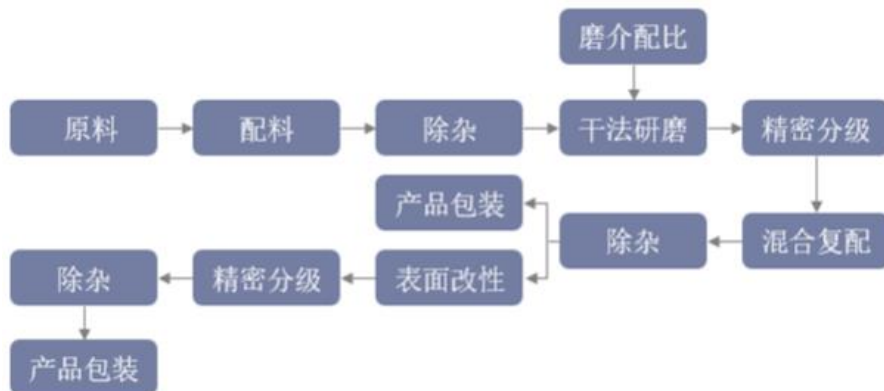 磨介配比
原料
配料
除杂
干法研磨
精密分级
产品包装
除杂
混合复配
除杂
精密分级
表面改性
产品包装